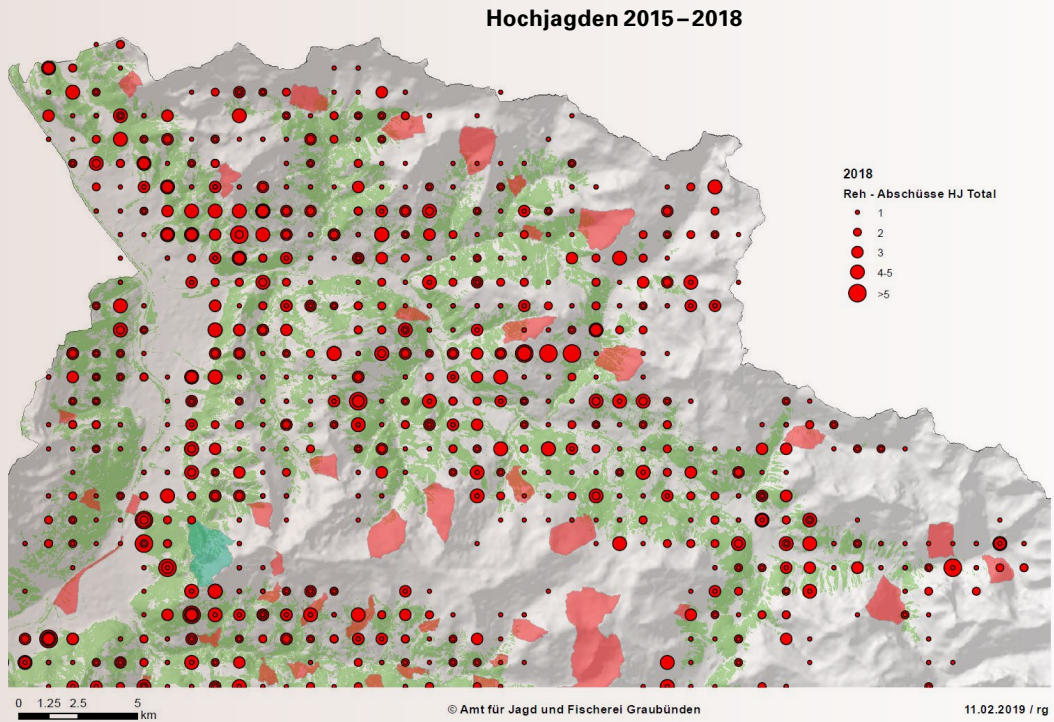 Hochjagden 2015–2018
2018
Reh - Abschüsse HJ Total
1
2
3
4-5
>5
0 1.25 2.5 5
km
© Amt für Jagd und Fischerei Graubünden
11.02.2019 / rg